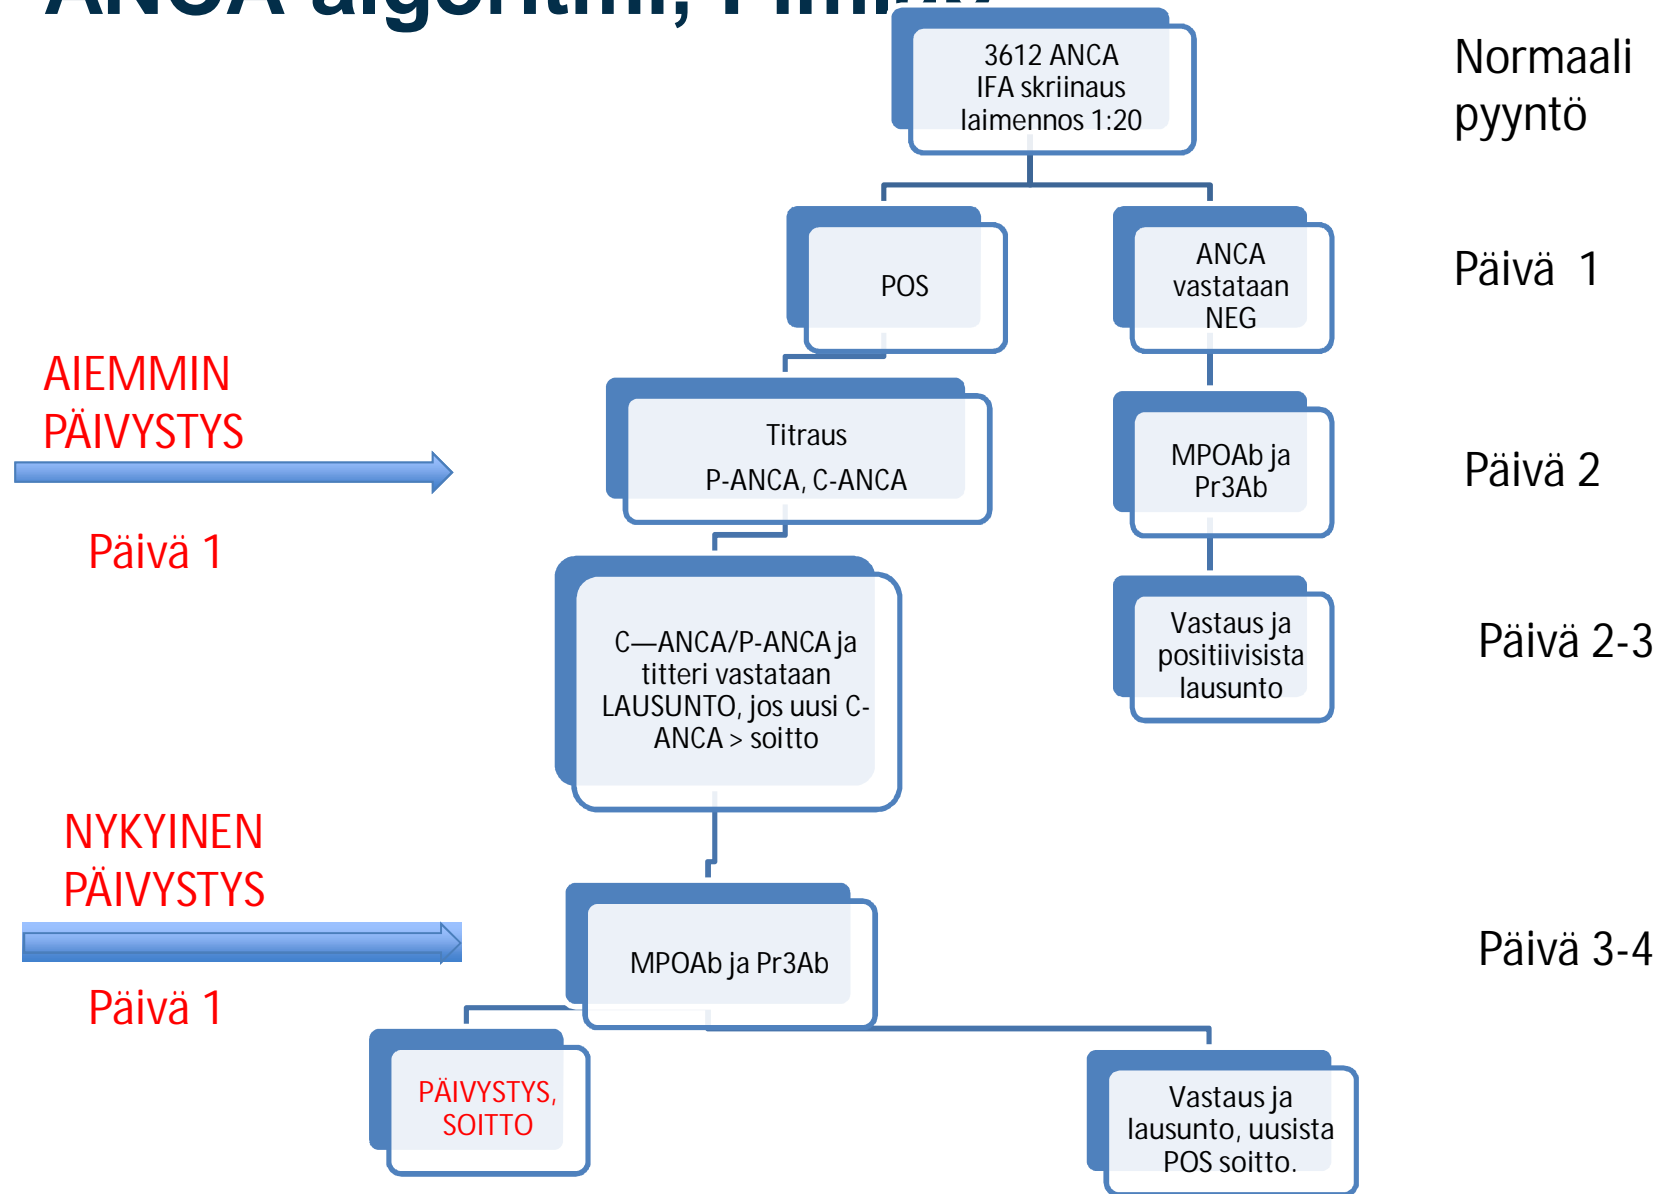 ANCA
3612 ANCA
IFA skriinaus
laimennos 1:20
Normaali
pyyntö
POS
ANCA
vastataan
NEG
Päivä 1
AIEMMIN
PÄIVYSTYS
Päivä 1
Titraus
P-ANCA, C-ANCA
MPOAb ja
Pr3Ab
Päivä 2
C—ANCA/P-ANCA ja
titteri vastataan
LAUSUNTO, jos uusi C-
ANCA > soitto
Vastaus ja
positiivisista
lausunto
Päivä 2-3
NYKYINEN
PÄIVYSTYS
Päivä 1
MPOAb ja Pr3Ab
Päivä 3-4
PÄIVYSTYS,
SOITTO
Vastaus ja
lausunto, uusista
POS soitto.